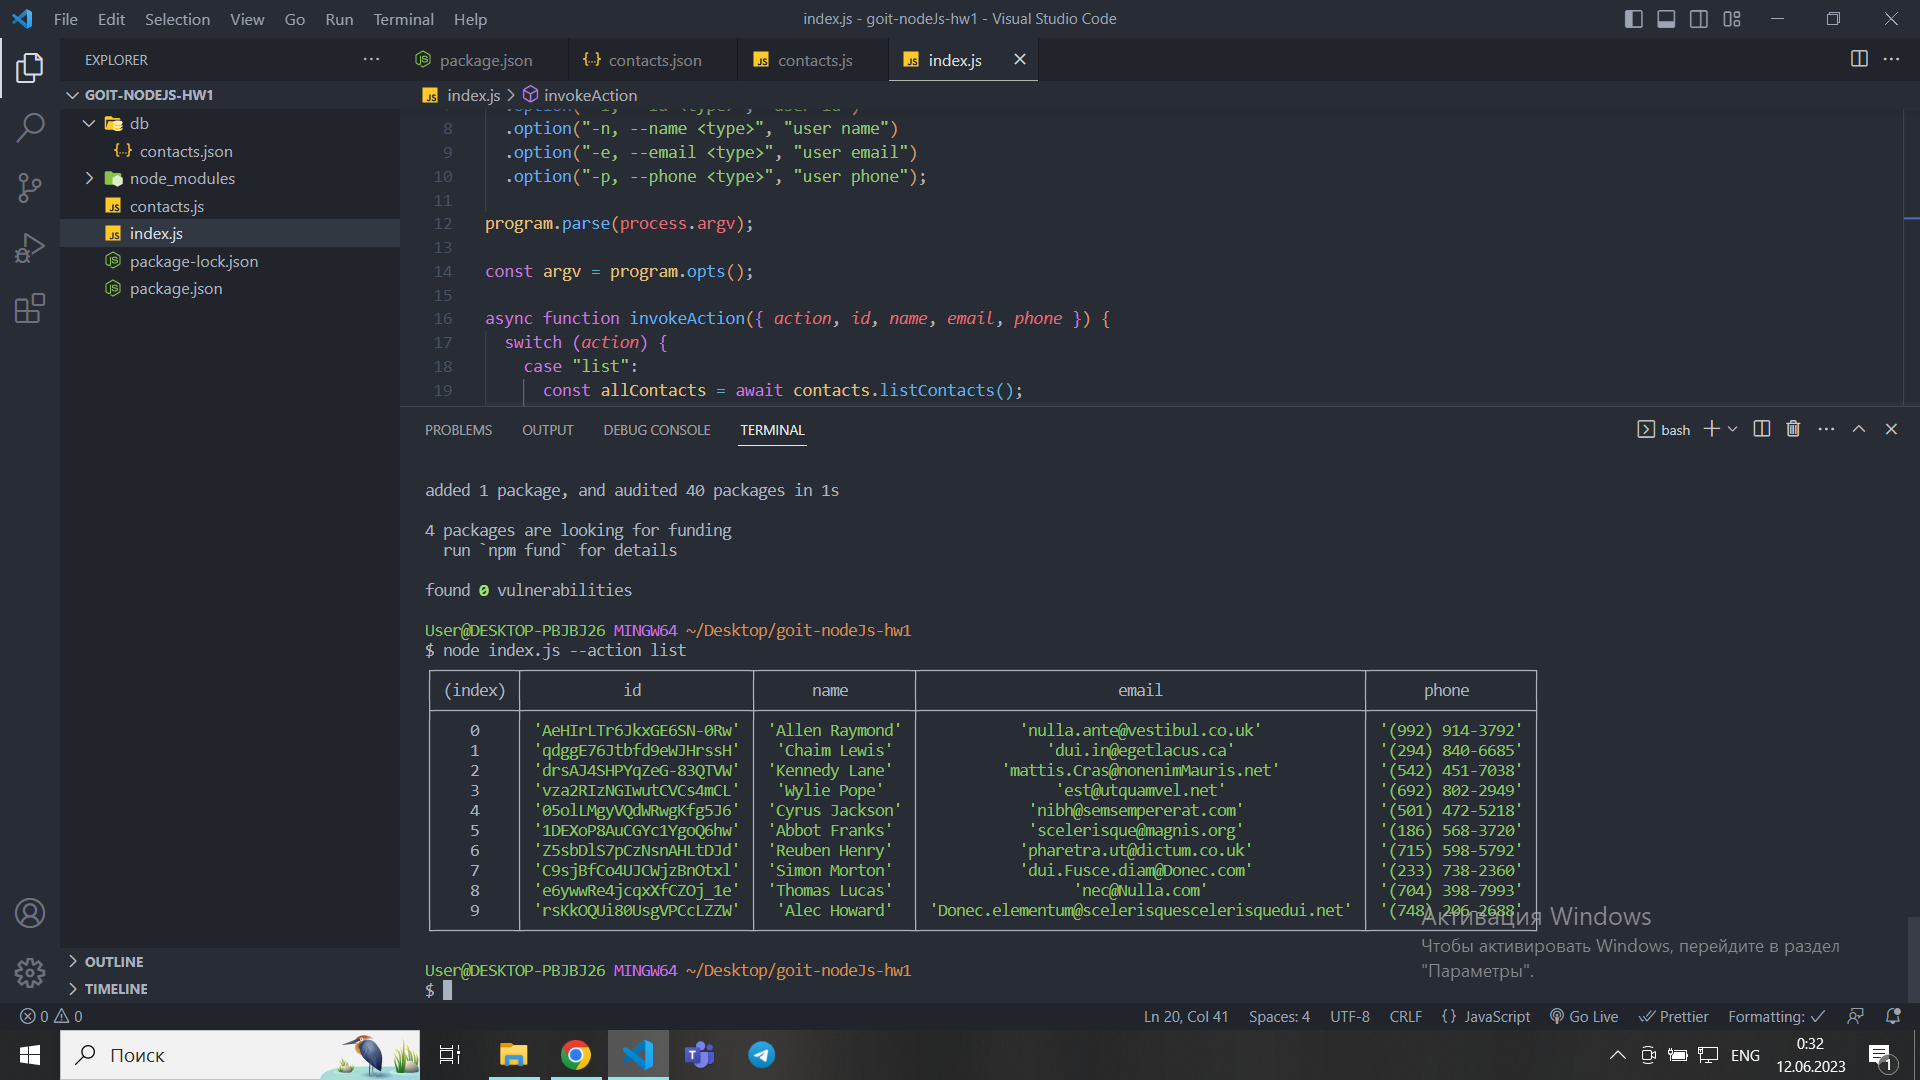 File Edit Selection View Go Run Terminal Help
index.js - goit-nodeJs-hw1 - Visual Studio Code
EXPLORER
GOIT-NODEJS-HW1
db
contacts.json
node_modules
contacts.js
index.js
package-lock.json
package.json
OUTLINE
TIMELINE
package.json contacts.json contacts.js index.js
index.js > invokeAction
8 .option("-n, --name <type>", "user name")
9 .option("-e, --email <type>", "user email")
10 .option("-p, --phone <type>", "user phone");
11
12 program.parse(process.argv);
13
14 const argv = program.opts();
15
16 async function invokeAction({ action, id, name, email, phone }) {
17 switch (action) {
18 case "list":
19 const allContacts = await contacts.listContacts();
PROBLEMS OUTPUT DEBUG CONSOLE TERMINAL
bash
added 1 package, and audited 40 packages in 1s
4 packages are looking for funding
run `npm fund` for details
found 0 vulnerabilities
User@DESKTOP-PBJBJ26 MINGW64 ~/Desktop/goit-nodeJs-hw1
$ node index.js --action list
(index) id name email phone
0 'AeHIrLTr6JkxGE6SN-0Rw' 'Allen Raymond' 'nulla.ante@vestibul.co.uk' '(992) 914-3792'
1 'qdggE76Jtbfd9eWJHrssH' 'Chaim Lewis' 'dui.in@egetlacus.ca' '(294) 840-6685'
2 'drsAJ4SHPYqZeG-83QTVW' 'Kennedy Lane' 'mattis.Cras@nonenimMauris.net' '(542) 451-7038'
3 'vza2RIzNGIwutCVCs4mCL' 'Wylie Pope' 'est@utquamvel.net' '(692) 802-2949'
4 '05olLMgyVQdWRwgKfg5J6' 'Cyrus Jackson' 'nibh@semsempererat.com' '(501) 472-5218'
5 '1DEXoP8AuCGYc1YgoQ6hw' 'Abbot Franks' 'scelerisque@magnis.org' '(186) 568-3720'
6 'Z5sbDlS7pCzNsnAHLtDJd' 'Reuben Henry' 'pharetra.ut@dictum.co.uk' '(715) 598-5792'
7 'C9sjBfCo4UJCWjzBnOtxl' 'Simon Morton' 'dui.Fusce.diam@Donec.com' '(233) 738-2360'
8 'e6ywwRe4jcqxXfCZOj_1e' 'Thomas Lucas' 'nec@Nulla.com' '(704) 398-7993'
9 'rsKkOQUi80UsgVPCcLZZW' 'Alec Howard' 'Donec.elementum@scelerisquescelerisquedui.net' '(748) 206-2688'
User@DESKTOP-PBJBJ26 MINGW64 ~/Desktop/goit-nodeJs-hw1
$
Активация Windows
Чтобы активировать Windows, перейдите в раздел
"Параметры".
0 0 Ln 20, Col 41 Spaces: 4 UTF-8 CRLF {} JavaScript Go Live Prettier Formatting:
Поиск
ENG
0:32
12.06.2023
1